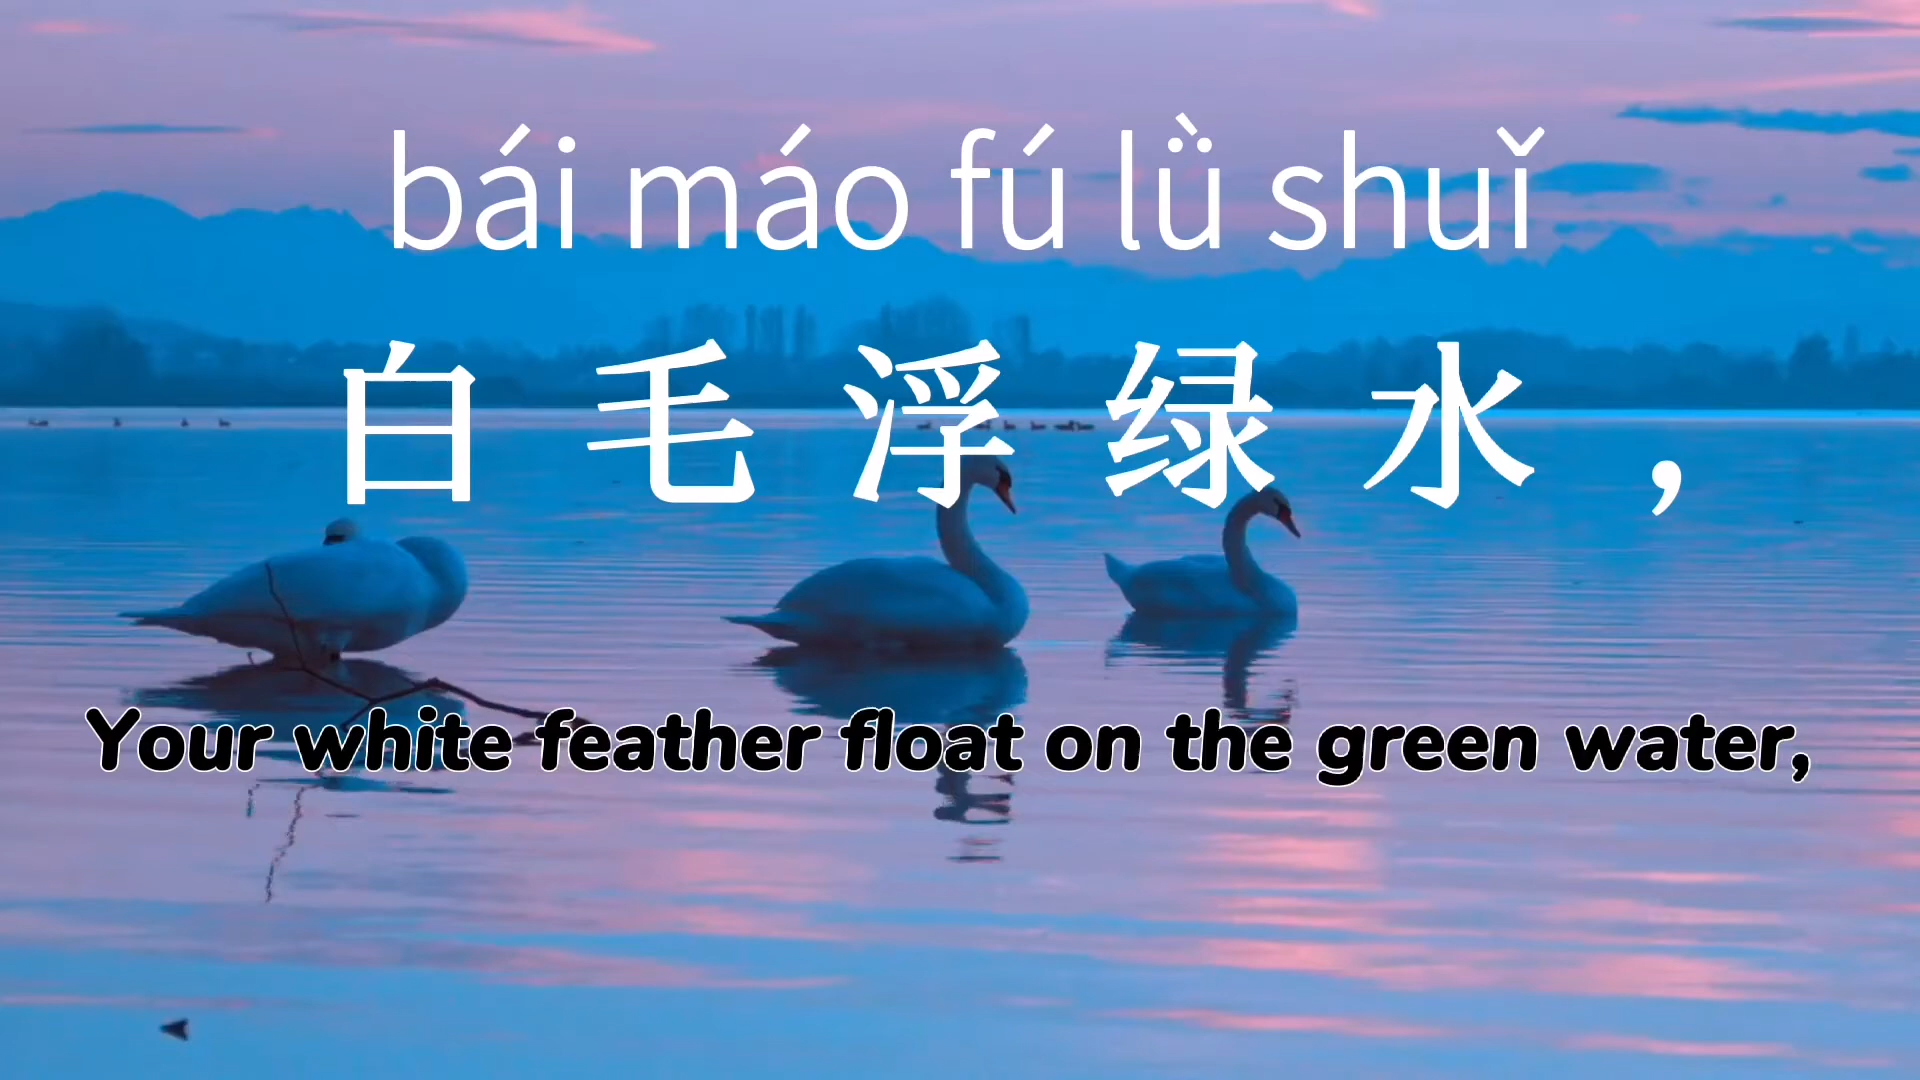 bái máo fú lǜ shuǐ
白毛浮绿水，
Your white feather float on the green water,